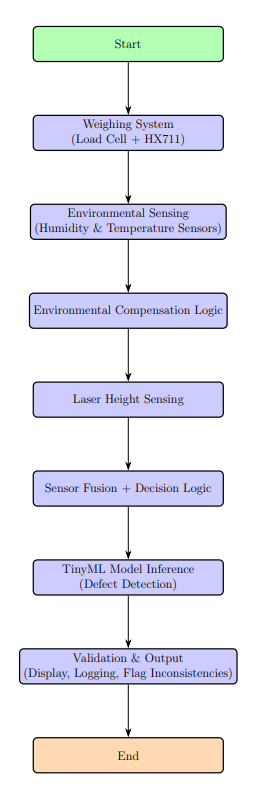 Start
Weighing System
(Load Cell + HX711)
Environmental Sensing
(Humidity & Temperature Sensors)
Environmental Compensation Logic
Laser Height Sensing
Sensor Fusion + Decision Logic
TinyML Model Inference
(Defect Detection)
Validation & Output
(Display, Logging, Flag Inconsistencies)
End